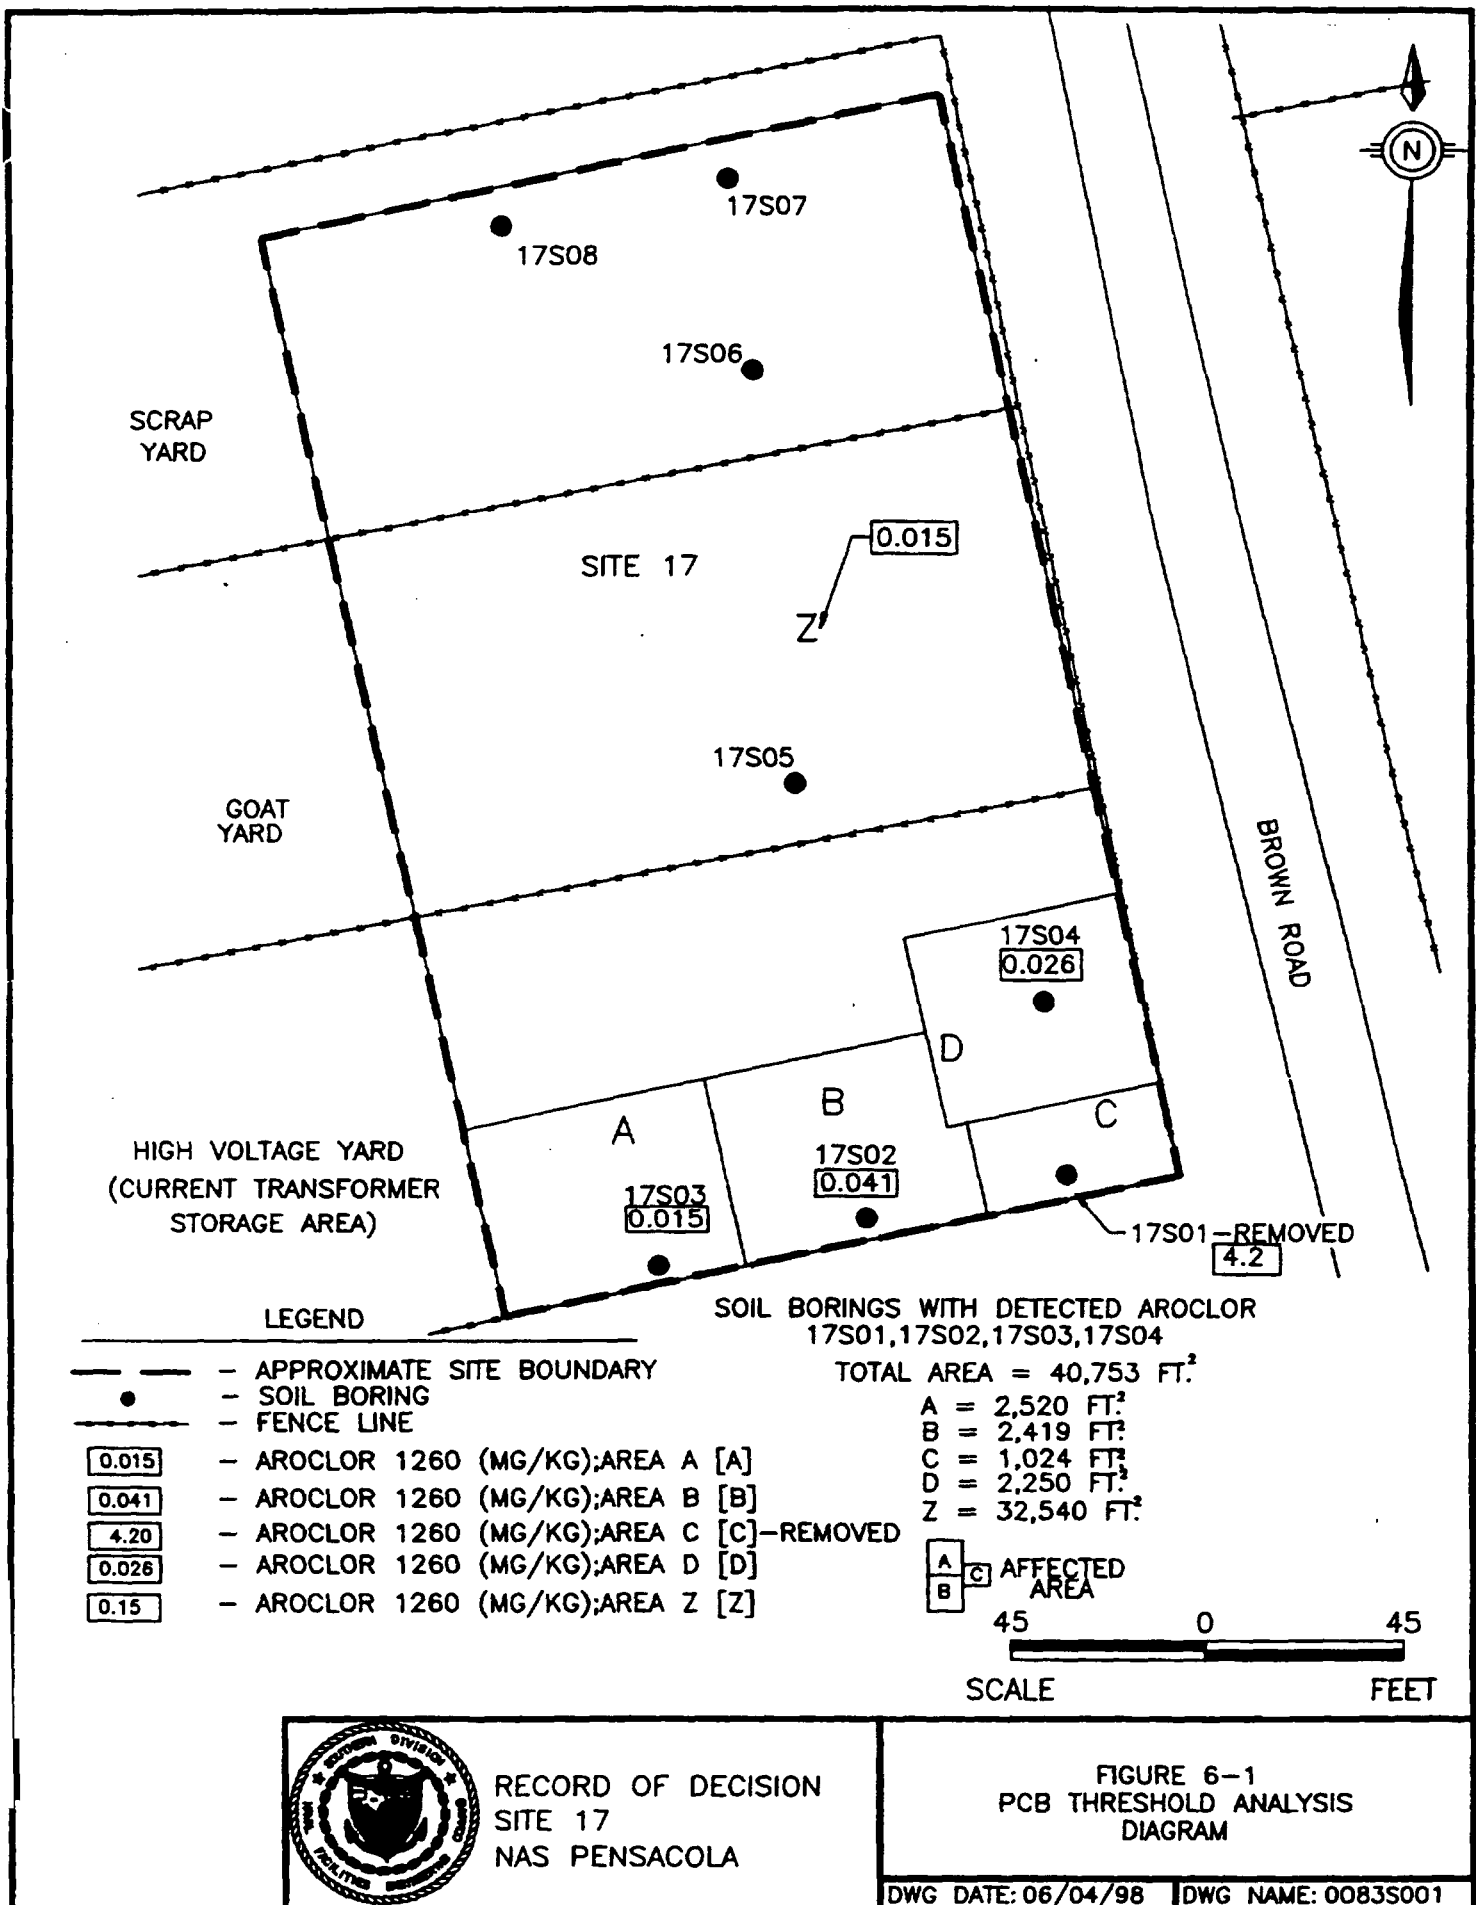 N
17S07
17S08
17S06
SCRAP
YARD
0.015
SITE 17
Z
17S05
GOAT
YARD
BROWN ROAD
17S04
0.026
D
B
C
A
HIGH VOLTAGE YARD
(CURRENT TRANSFORMER
STORAGE AREA)
17S02
0.041
17S03
0.015
17S01-REMOVED
4.2
LEGEND
- APPROXIMATE SITE BOUNDARY
- SOIL BORING
- FENCE LINE
0.015 - AROCLOR 1260 (MG/KG);AREA A [A]
0.041 - AROCLOR 1260 (MG/KG);AREA B [B]
4.20 - AROCLOR 1260 (MG/KG);AREA C [C]-REMOVED
0.026 - AROCLOR 1260 (MG/KG);AREA D [D]
0.15 - AROCLOR 1260 (MG/KG);AREA Z [Z]
SOIL BORINGS WITH DETECTED AROCLOR
17S01,17S02,17S03,17S04
TOTAL AREA = 40,753 FT.²
A = 2,520 FT.²
B = 2,419 FT.²
C = 1,024 FT.²
D = 2,250 FT.²
Z = 32,540 FT.²
A
B
C
AFFECTED
AREA
45 0 45
SCALE FEET
SOUTHERN DIVISION
NAVAL FACILITIES ENGINEERING
RECORD OF DECISION
SITE 17
NAS PENSACOLA
FIGURE 6-1
PCB THRESHOLD ANALYSIS
DIAGRAM
DWG DATE: 06/04/98
DWG NAME: 0083S001